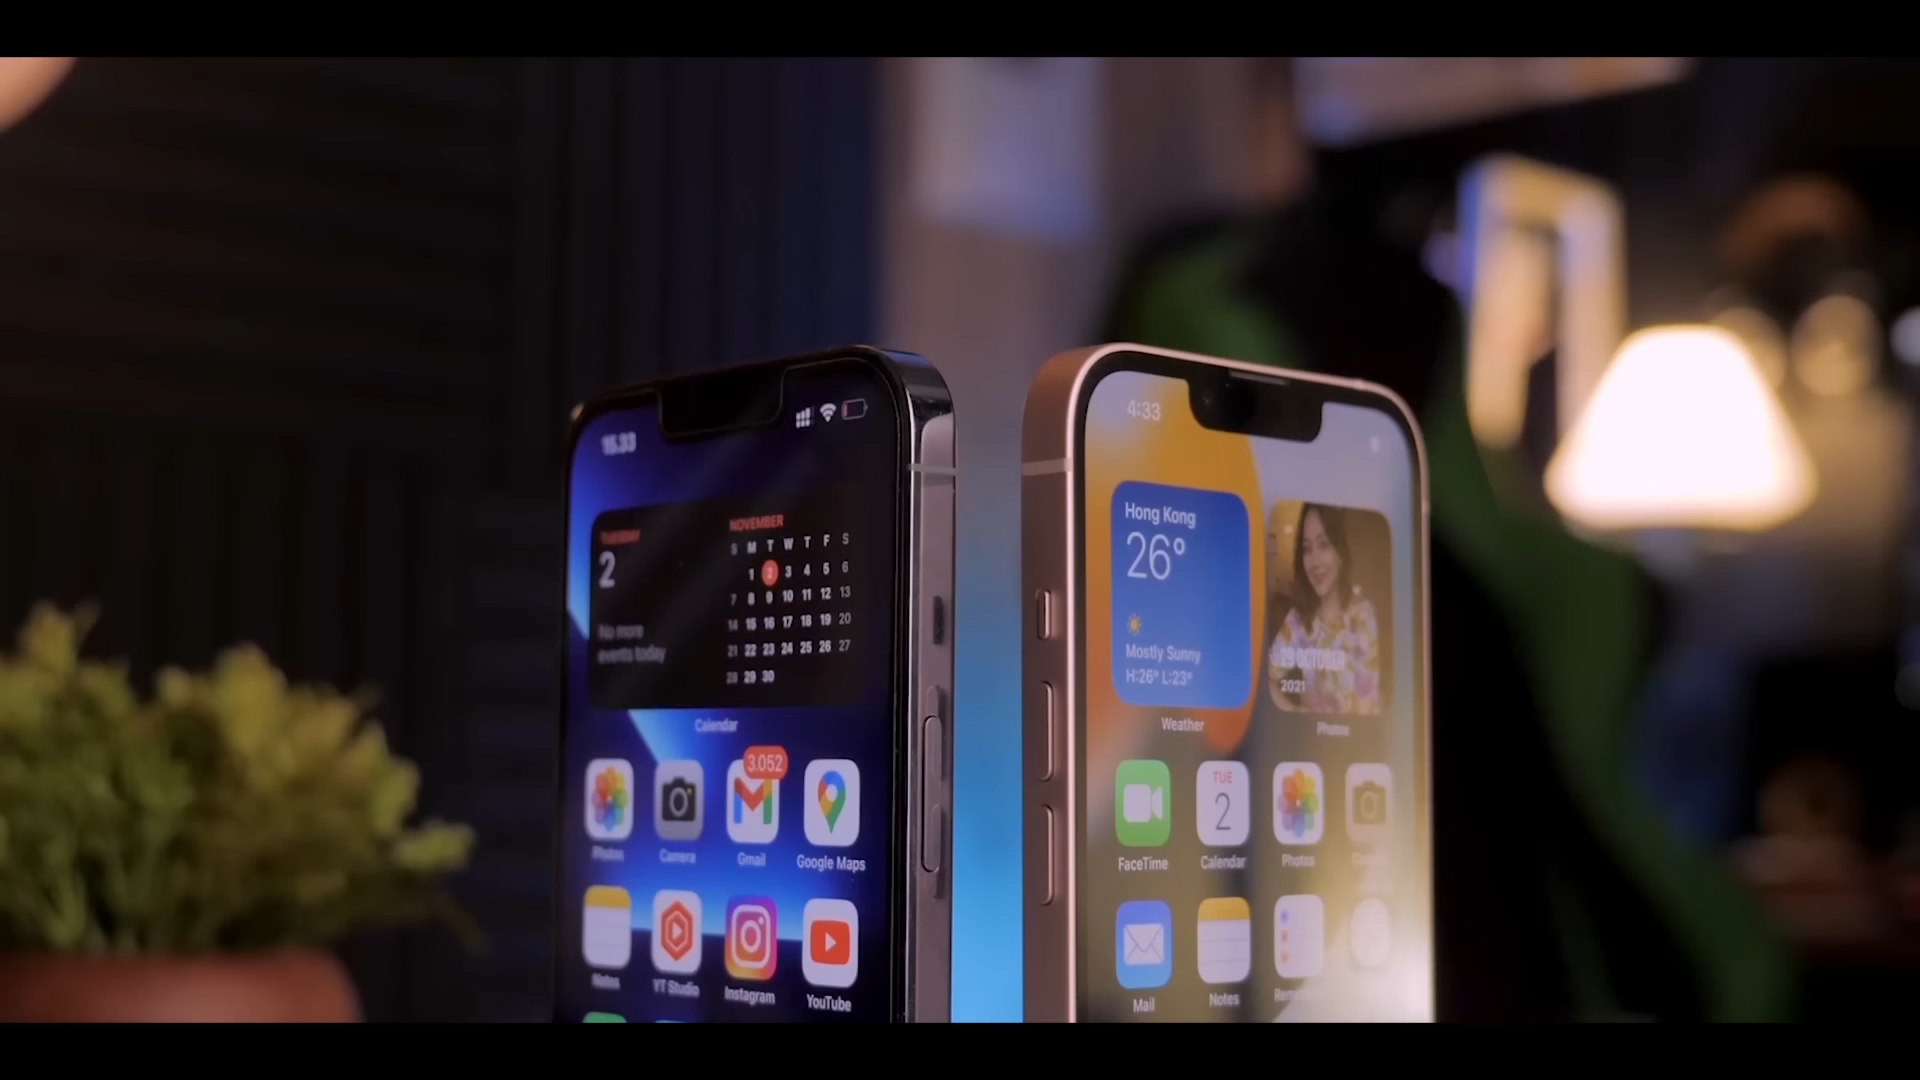 15.33
TUESDAY
2
No more
events today
NOVEMBER
S M T W T F S
1 2 3 4 5 6
7 8 9 10 11 12 13
14 15 16 17 18 19 20
21 22 23 24 25 26 27
28 29 30
Calendar
3.052
Photos Camera Gmail Google Maps
Notes YT Studio Instagram YouTube
4:33
Hong Kong
26°
Mostly Sunny
H:26° L:23°
Weather
29 OCTOBER
2021
Photos
TUE
2
FaceTime Calendar Photos
Mail Notes